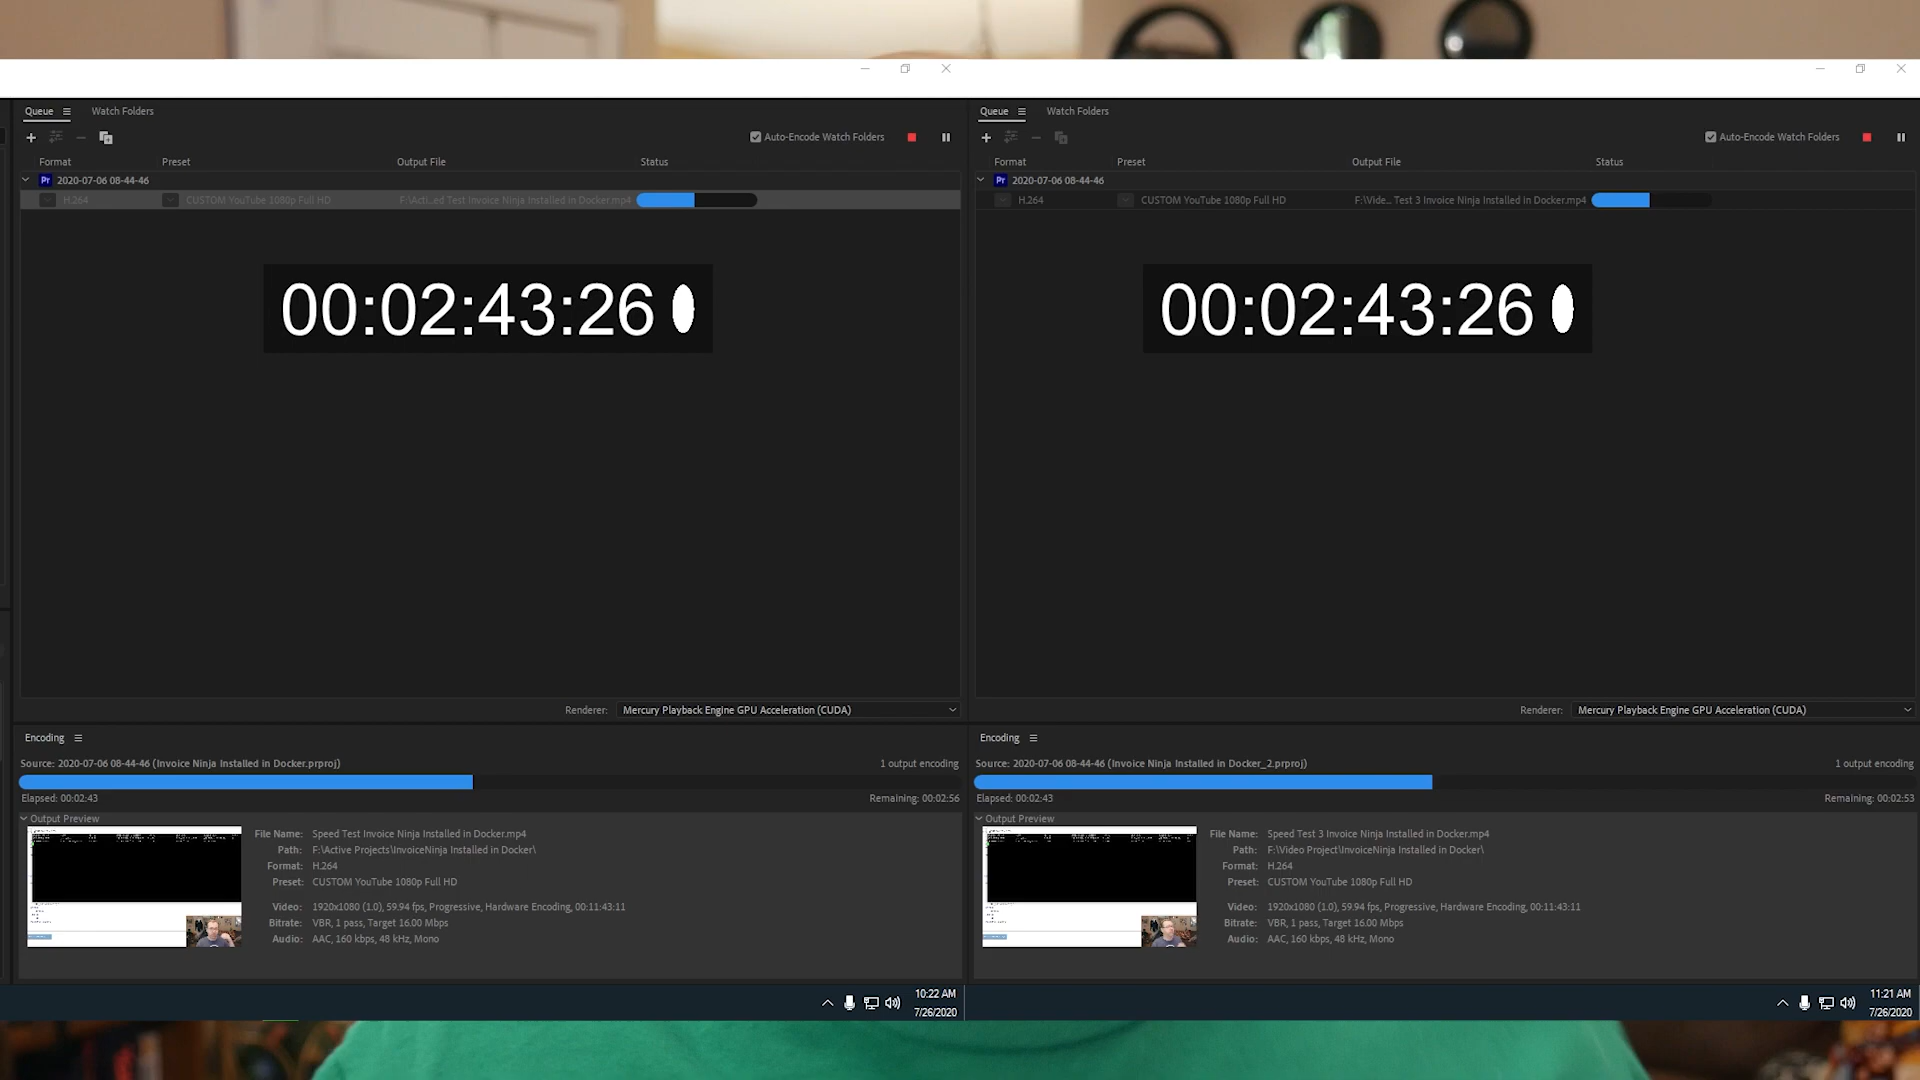 Queue
Watch Folders
Auto-Encode Watch Folders
Format Preset Output File Status
Pr 2020-07-06 08-44-46
H.264 CUSTOM YouTube 1080p Full HD F:\Acti...ed Test Invoice Ninja Installed in Docker.mp4
00:02:43:26
Renderer: Mercury Playback Engine GPU Acceleration (CUDA)
Encoding
Source: 2020-07-06 08-44-46 (Invoice Ninja Installed in Docker.prproj) 1 output encoding
Elapsed: 00:02:43 Remaining: 00:02:56
Output Preview
File Name: Speed Test Invoice Ninja Installed in Docker.mp4
Path: F:\Active Projects\InvoiceNinja Installed in Docker\
Format: H.264
Preset: CUSTOM YouTube 1080p Full HD
Video: 1920x1080 (1.0), 59.94 fps, Progressive, Hardware Encoding, 00:11:43:11
Bitrate: VBR, 1 pass, Target 16.00 Mbps
Audio: AAC, 160 kbps, 48 kHz, Mono
10:22 AM
7/26/2020
Queue
Watch Folders
Auto-Encode Watch Folders
Format Preset Output File Status
Pr 2020-07-06 08-44-46
H.264 CUSTOM YouTube 1080p Full HD F:\Vide... Test 3 Invoice Ninja Installed in Docker.mp4
00:02:43:26
Renderer: Mercury Playback Engine GPU Acceleration (CUDA)
Encoding
Source: 2020-07-06 08-44-46 (Invoice Ninja Installed in Docker_2.prproj) 1 output encoding
Elapsed: 00:02:43 Remaining: 00:02:53
Output Preview
File Name: Speed Test 3 Invoice Ninja Installed in Docker.mp4
Path: F:\Video Project\InvoiceNinja Installed in Docker\
Format: H.264
Preset: CUSTOM YouTube 1080p Full HD
Video: 1920x1080 (1.0), 59.94 fps, Progressive, Hardware Encoding, 00:11:43:11
Bitrate: VBR, 1 pass, Target 16.00 Mbps
Audio: AAC, 160 kbps, 48 kHz, Mono
11:21 AM
7/26/2020